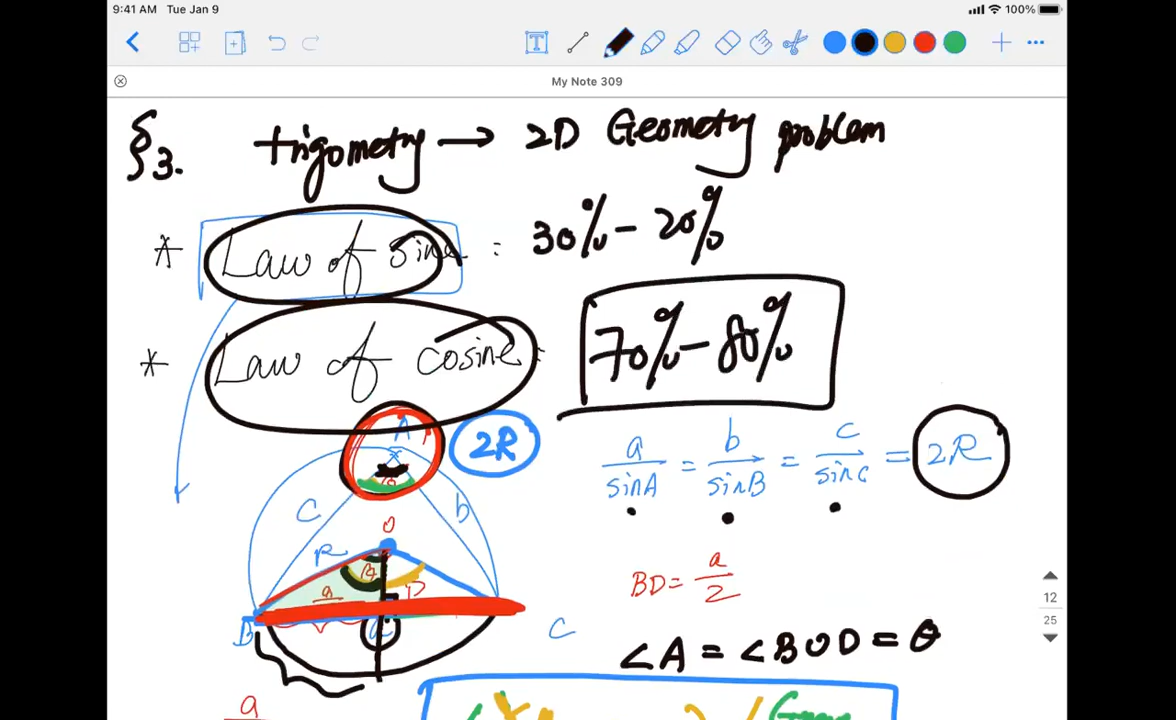 9:41 AM Tue Jan 9 100%
My Note 309
§3. trigometry → 2D Geometry problem
* Law of sine : 30% - 20%
* Law of cosine = 70% - 80%
A 2R
a/sinA = b/sinB = c/sinC = 2R
c b
O
R
BD = a/2
a/2 D
B C
∠A = ∠BOD = θ
a
12
25